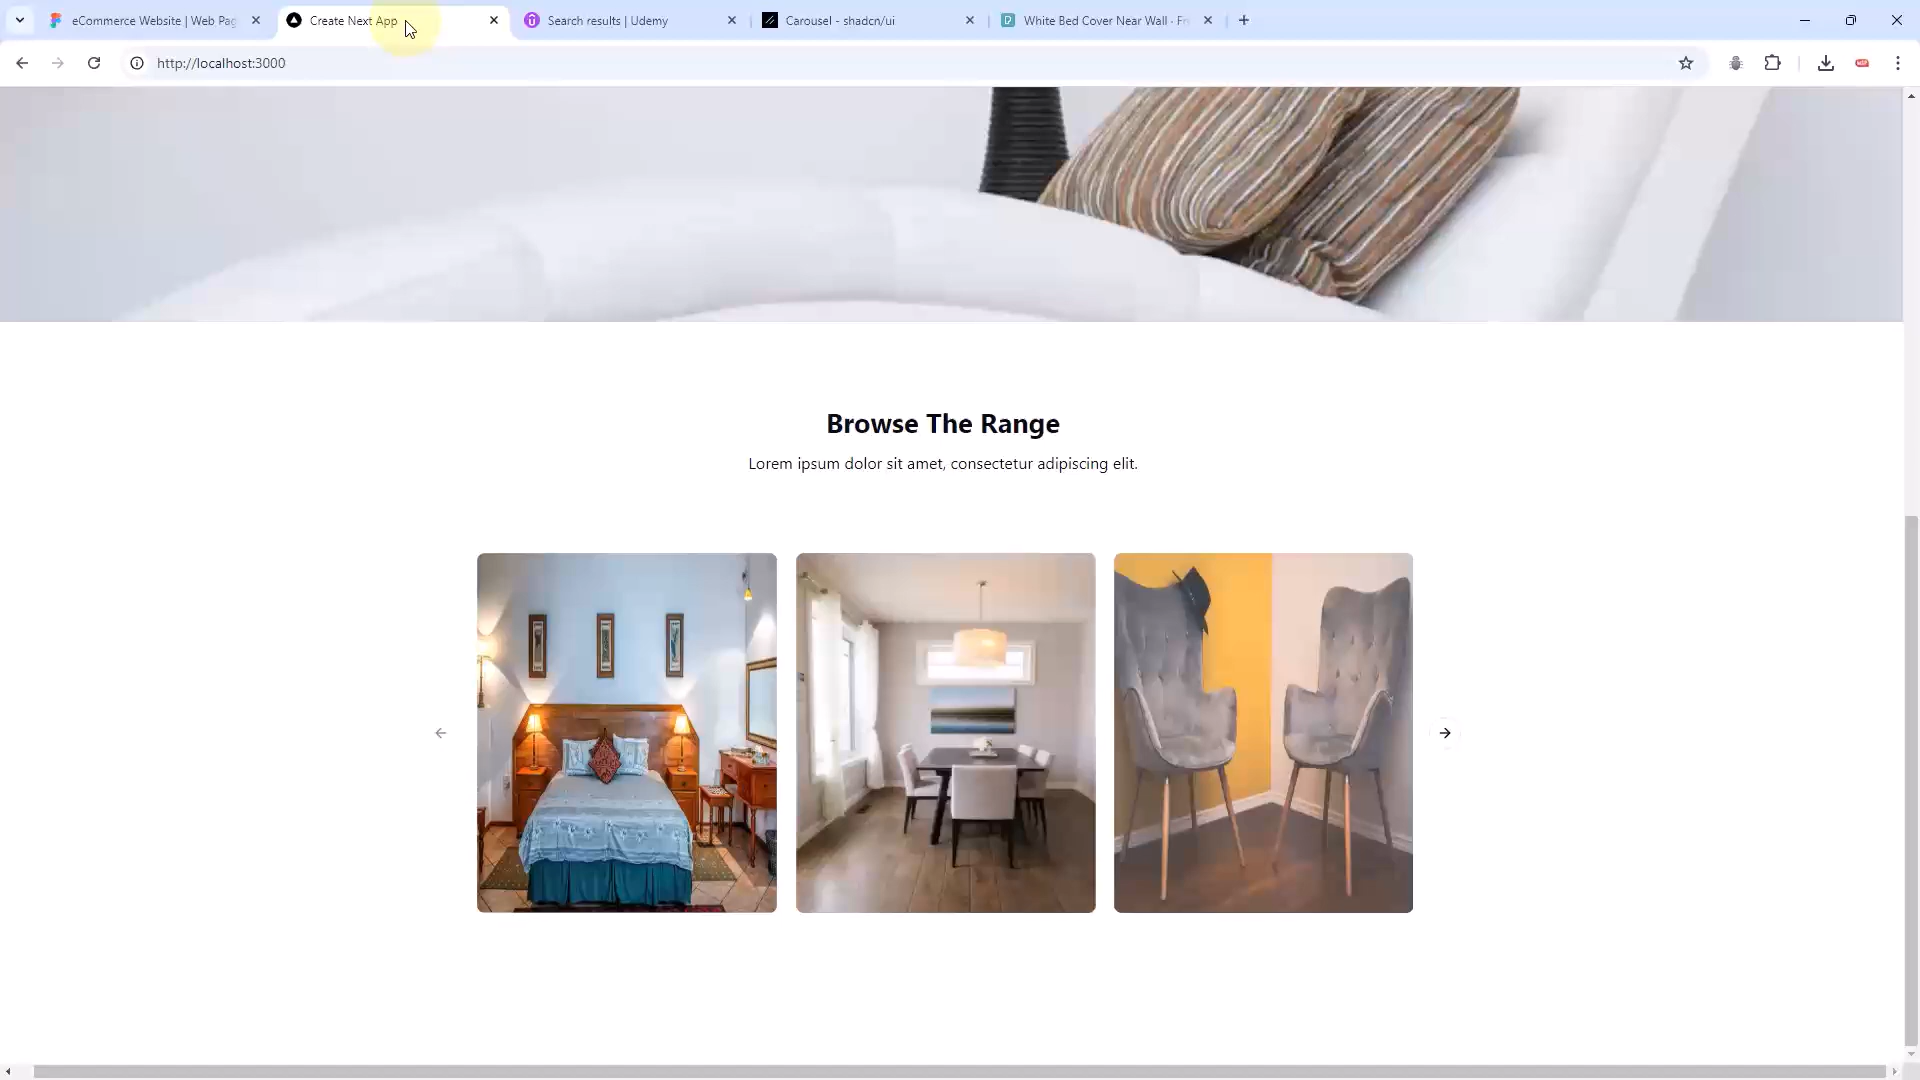 eCommerce Website | Web Pag
Create Next App
Search results | Udemy
Carousel - shadcn/ui
White Bed Cover Near Wall · Fr
http://localhost:3000
Browse The Range
Lorem ipsum dolor sit amet, consectetur adipiscing elit.